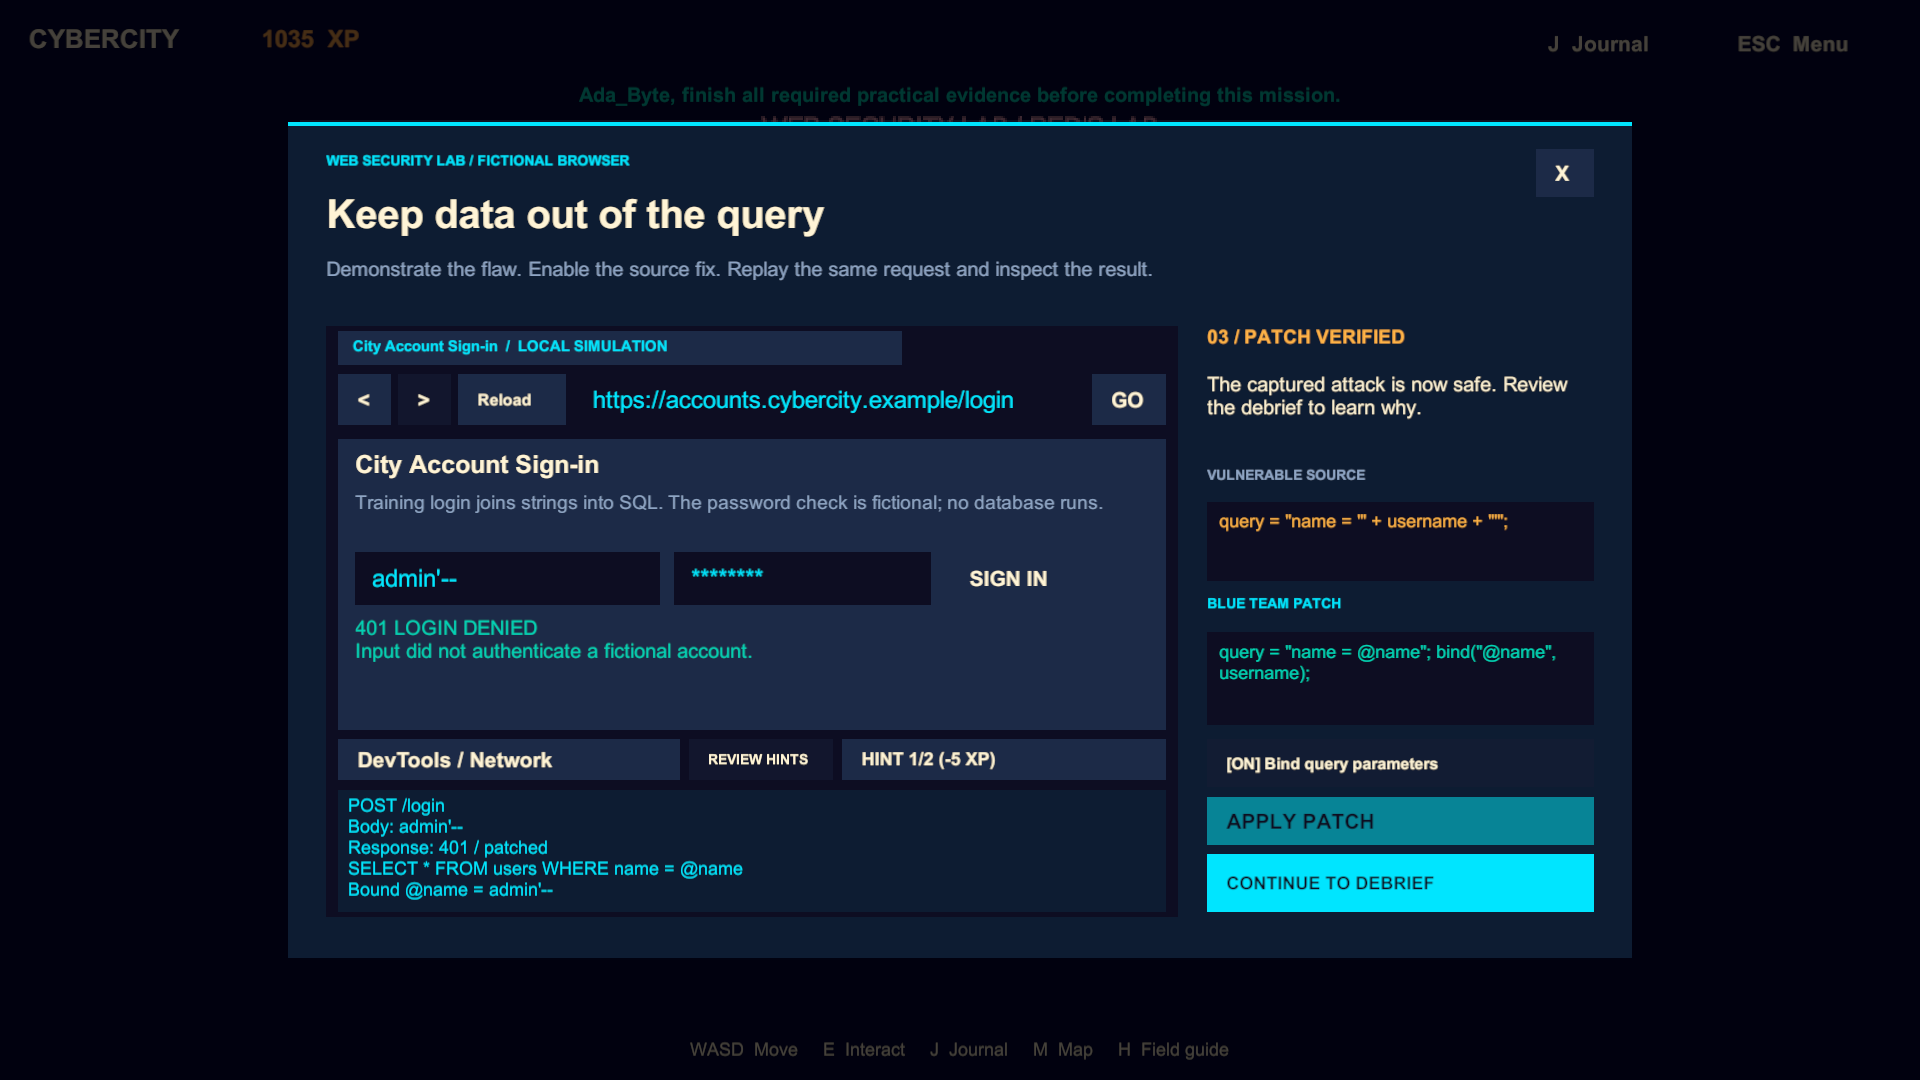 CYBERCITY
1035 XP
J Journal
ESC Menu
Ada_Byte, finish all required practical evidence before completing this mission.
WEB SECURITY LAB / FICTIONAL BROWSER
X
Keep data out of the query
Demonstrate the flaw. Enable the source fix. Replay the same request and inspect the result.
City Account Sign-in / LOCAL SIMULATION
<
>
Reload
https://accounts.cybercity.example/login
GO
City Account Sign-in
Training login joins strings into SQL. The password check is fictional; no database runs.
admin'--
********
SIGN IN
401 LOGIN DENIED
Input did not authenticate a fictional account.
DevTools / Network
REVIEW HINTS
HINT 1/2 (-5 XP)
POST /login
Body: admin'--
Response: 401 / patched
SELECT * FROM users WHERE name = @name
Bound @name = admin'--
03 / PATCH VERIFIED
The captured attack is now safe. Review
the debrief to learn why.
VULNERABLE SOURCE
query = "name = '" + username + "'";
BLUE TEAM PATCH
query = "name = @name"; bind("@name",
username);
[ON] Bind query parameters
APPLY PATCH
CONTINUE TO DEBRIEF
WASD Move E Interact J Journal M Map H Field guide